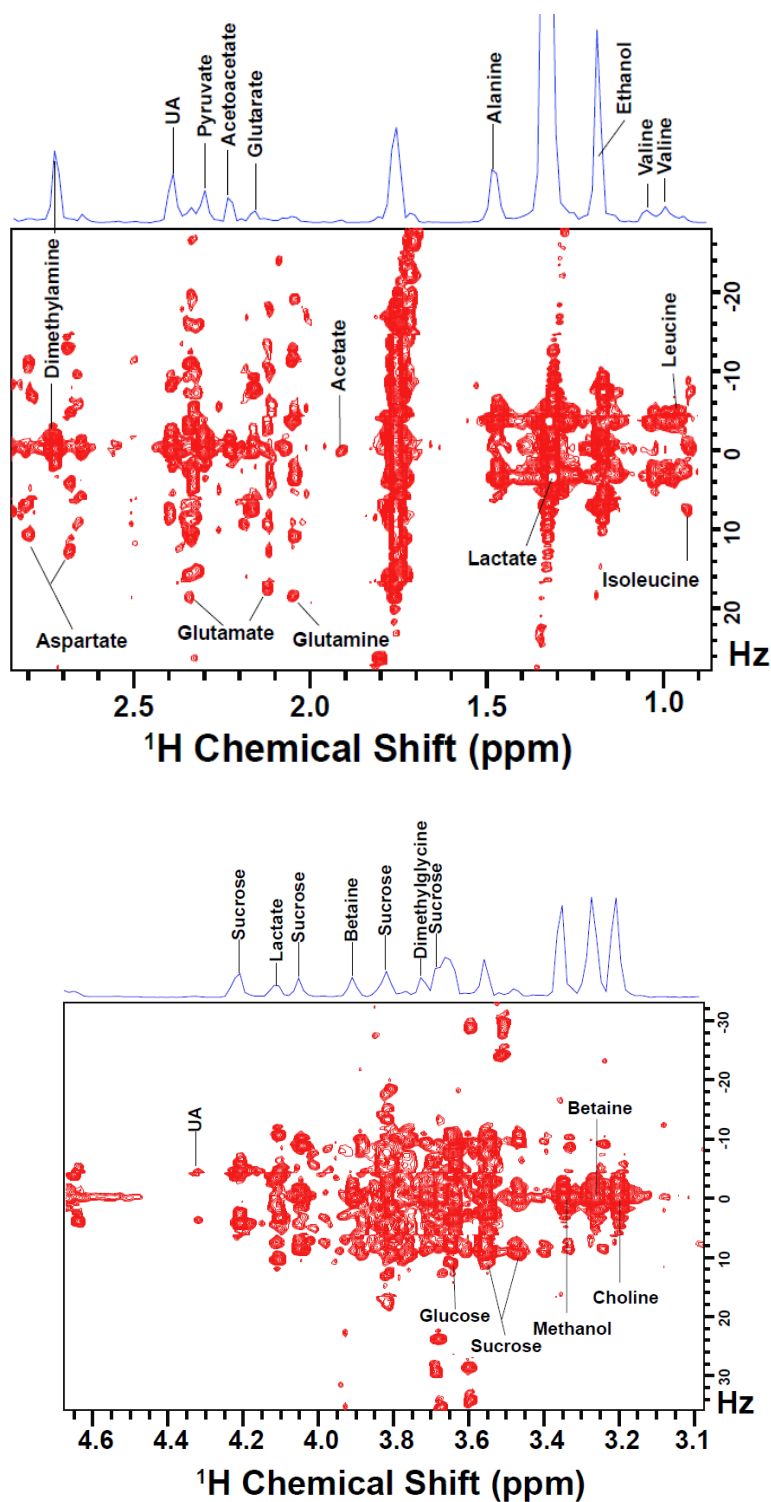 UA
Pyruvate
Acetoacetate
Glutarate
Alanine
Ethanol
Valine
Valine
Dimethylamine
Acetate
Leucine
Lactate
Isoleucine
Aspartate
Glutamate
Glutamine
-20
-10
0
10
20
Hz
2.5
2.0
1.5
1.0
1H Chemical Shift (ppm)
Sucrose
Lactate
Sucrose
Betaine
Sucrose
Dimethylglycine
Sucrose
UA
Betaine
Glucose
Sucrose
Methanol
Choline
-30
-20
-10
0
10
20
30
Hz
4.6
4.4
4.2
4.0
3.8
3.6
3.4
3.2
3.1
1H Chemical Shift (ppm)